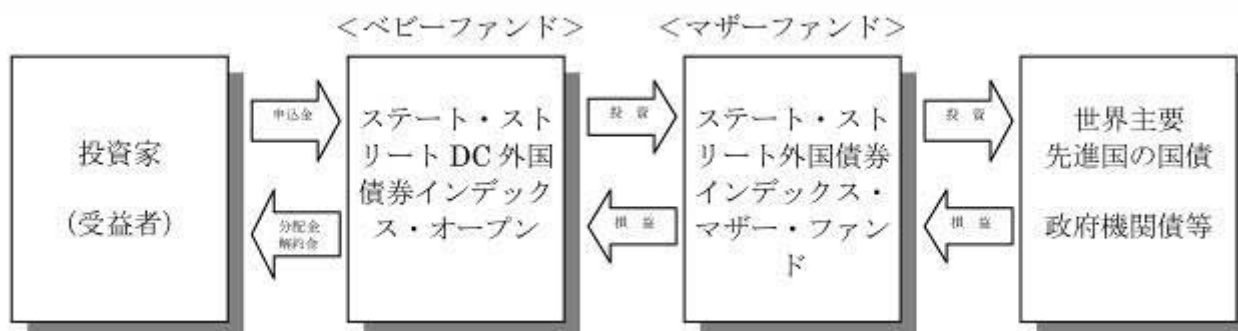 ＜ベビーファンド＞
＜マザーファンド＞
投資家
(受益者)
申込金
分配金
解約金
ステート・スト
リート DC 外国
債券インデック
ス・オープン
投 資
損 益
ステート・スト
リート外国債券
インデックス・
マザー・ファン
ド
投 資
損 益
世界主要
先進国の国債
政府機関債等